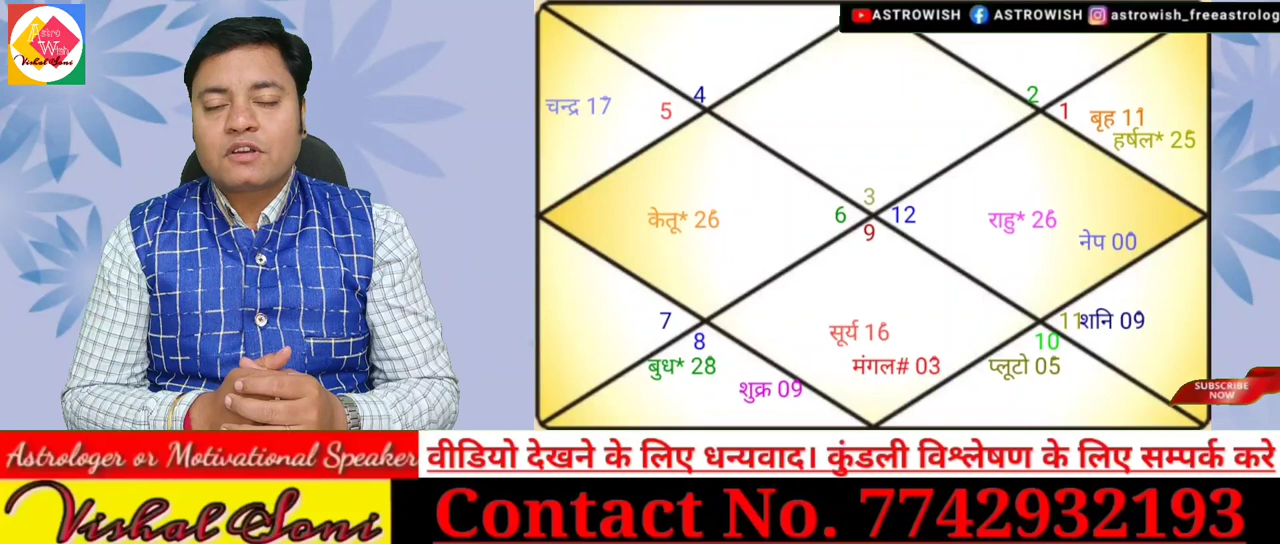 Astro
Wish
Vishal Soni
ASTROWISH ASTROWISH astrowish_freeastrolog
चन्द्र 17
5
4
2
1
बृह 11
हर्षल* 25
केतू* 26
3
6
12
9
राहु* 26
नेप 00
7
8
बुध* 28
शुक्र 09
सूर्य 16
मंगल# 03
11
शनि 09
10
प्लूटो 05
SUBSCRIBE
NOW
Astrologer or Motivational Speaker
वीडियो देखने के लिए धन्यवाद। कुंडली विश्लेषण के लिए सम्पर्क करे
Vishal Soni
Contact No. 7742932193